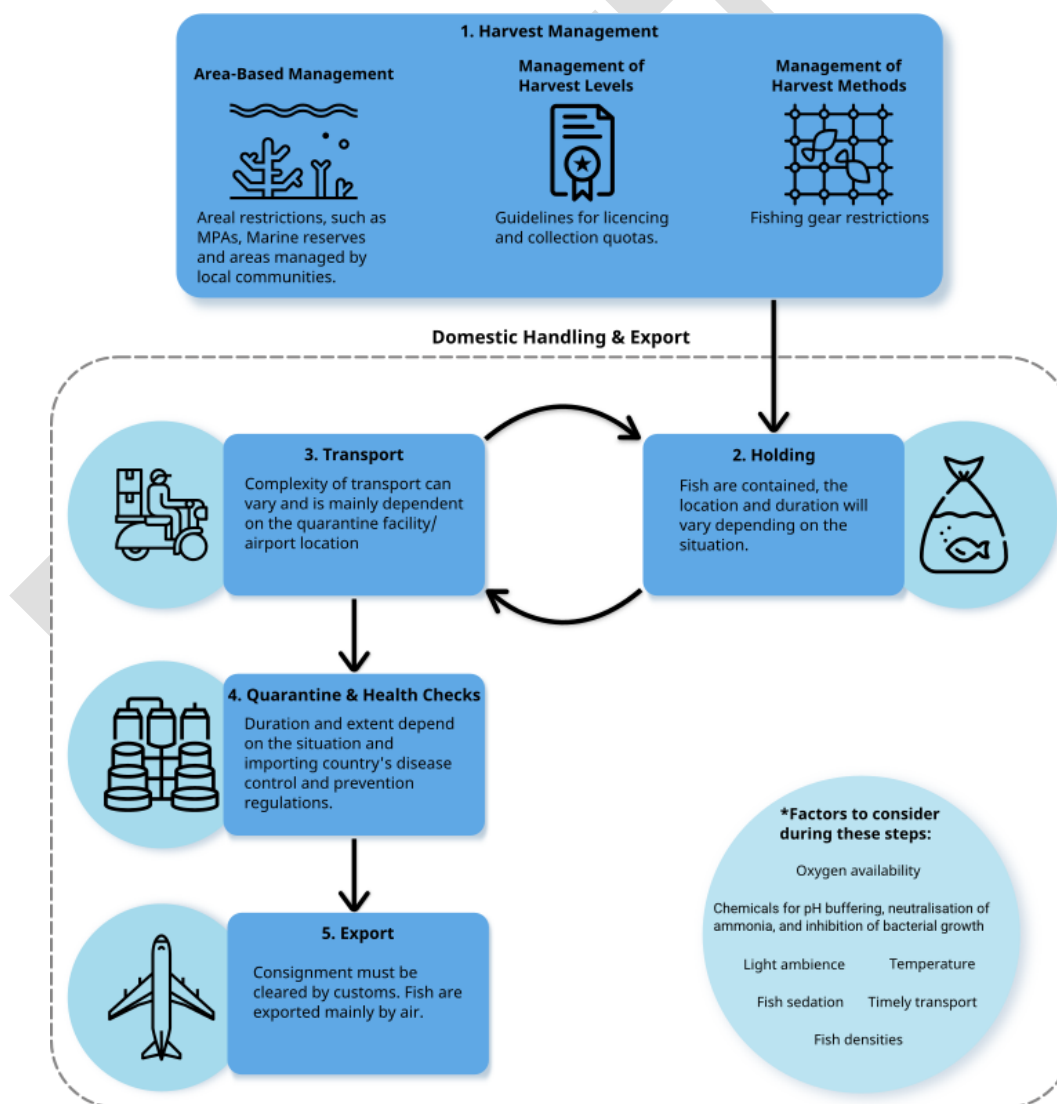 1. Harvest Management
Area-Based Management
Areal restrictions, such as
MPAs, Marine reserves
and areas managed by
local communities.
Management of
Harvest Levels
Guidelines for licencing
and collection quotas.
Management of
Harvest Methods
Fishing gear restrictions
Domestic Handling & Export
2. Holding
Fish are contained, the
location and duration will
vary depending on the
situation.
3. Transport
Complexity of transport can
vary and is mainly dependent
on the quarantine facility/
airport location
4. Quarantine & Health Checks
Duration and extent depend
on the situation and
importing country's disease
control and prevention
regulations.
5. Export
Consignment must be
cleared by customs. Fish are
exported mainly by air.
*Factors to consider
during these steps:
Oxygen availability
Chemicals for pH buffering, neutralisation of
ammonia, and inhibition of bacterial growth
Light ambience
Temperature
Fish sedation
Timely transport
Fish densities